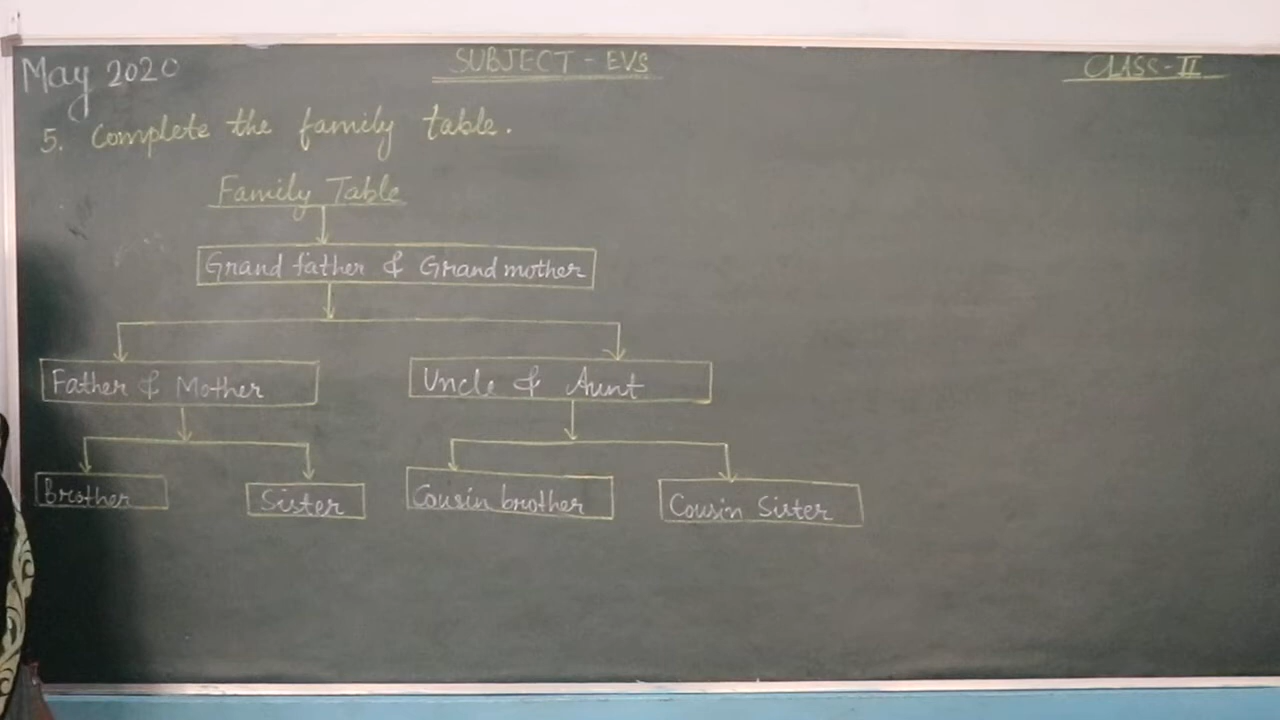 May 2020
SUBJECT - EVS
CLASS - II
5. Complete the family table.
Family Table
Grand father & Grand mother
Father & Mother
Uncle & Aunt
Brother
Sister
Cousin brother
Cousin Sister